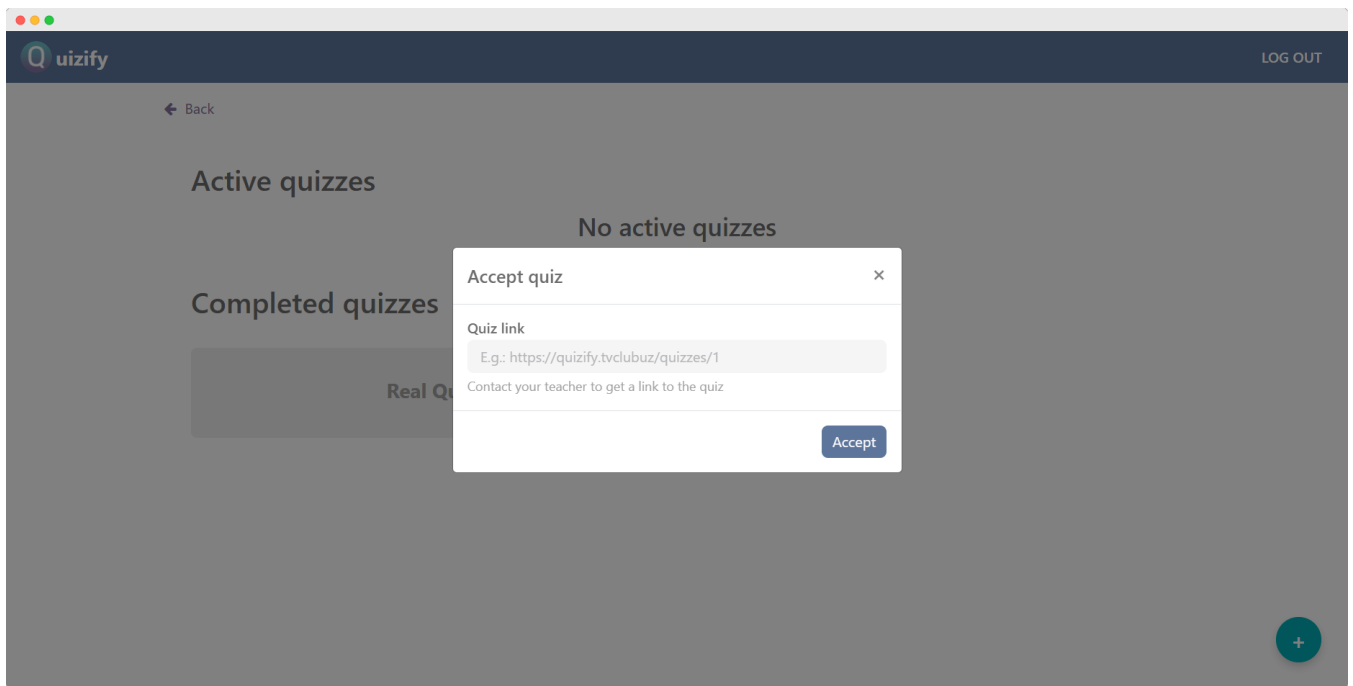 Quizify
LOG OUT
Back
Active quizzes
No active quizzes
Completed quizzes
Real
Accept quiz
×
Quiz link
E.g.: https://quizify.tvclubuz/quizzes/1
Contact your teacher to get a link to the quiz
Accept
+